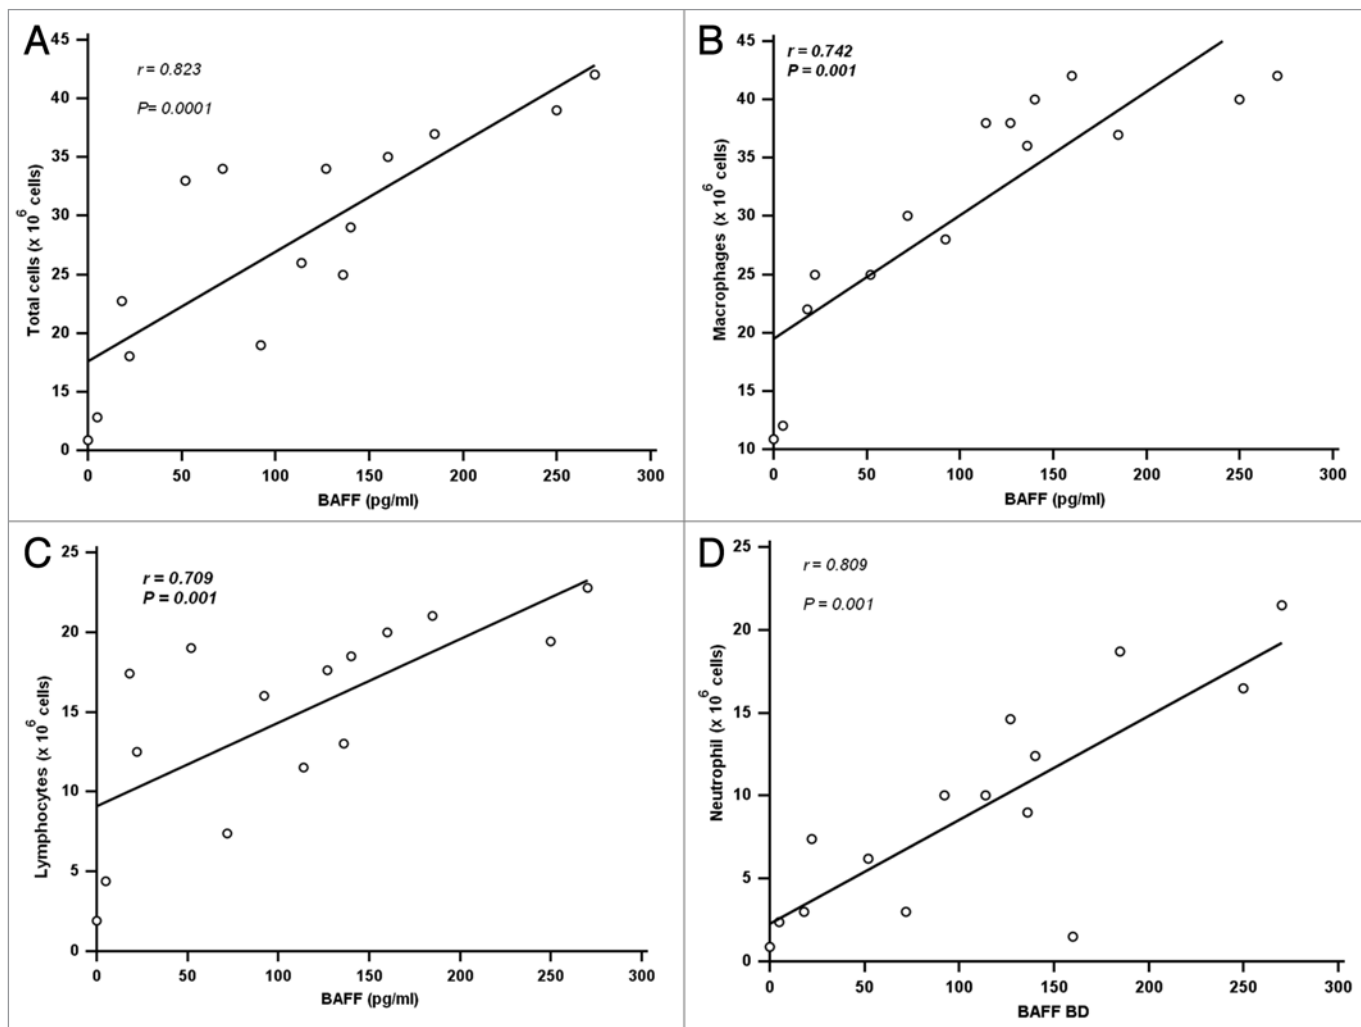 A
r = 0.823
P= 0.0001
Total cells (x 10^6 cells)
45
40
35
30
25
20
15
0
0 50 100 150 200 250 300
BAFF (pg/ml)
B
r = 0.742
P = 0.001
Macrophages (x 10^6 cells)
45
40
35
30
25
20
15
10
0 50 100 150 200 250 300
BAFF (pg/ml)
C
r = 0.709
P = 0.001
Lymphocytes (x 10^6 cells)
25
20
15
10
5
0
0 50 100 150 200 250 300
BAFF (pg/ml)
D
r = 0.809
P = 0.001
Neutrophil (x 10^6 cells)
25
20
15
10
5
0
0 50 100 150 200 250 300
BAFF BD